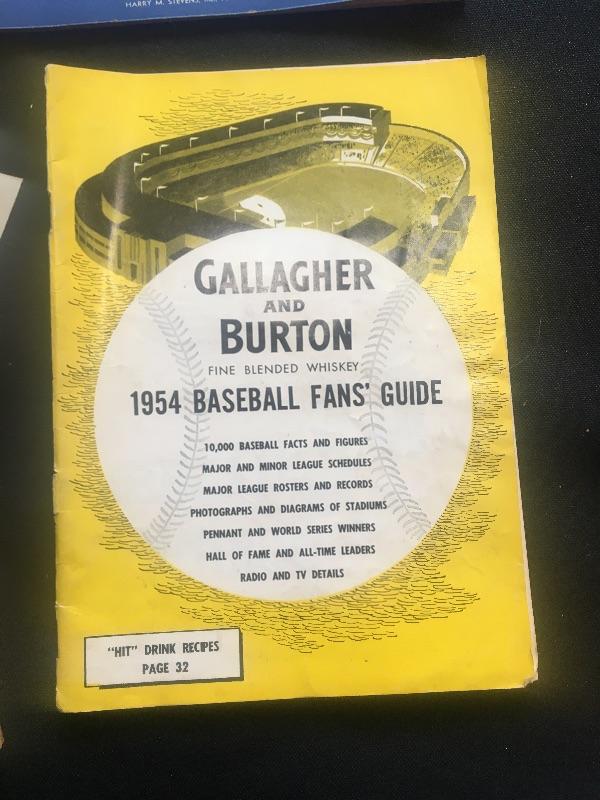 HARRY M. STEVENS, INC.
GALLAGHER
AND
BURTON
FINE BLENDED WHISKEY
1954 BASEBALL FANS' GUIDE
10,000 BASEBALL FACTS AND FIGURES
MAJOR AND MINOR LEAGUE SCHEDULES
MAJOR LEAGUE ROSTERS AND RECORDS
PHOTOGRAPHS AND DIAGRAMS OF STADIUMS
PENNANT AND WORLD SERIES WINNERS
HALL OF FAME AND ALL-TIME LEADERS
RADIO AND TV DETAILS
"HIT" DRINK RECIPES
PAGE 32